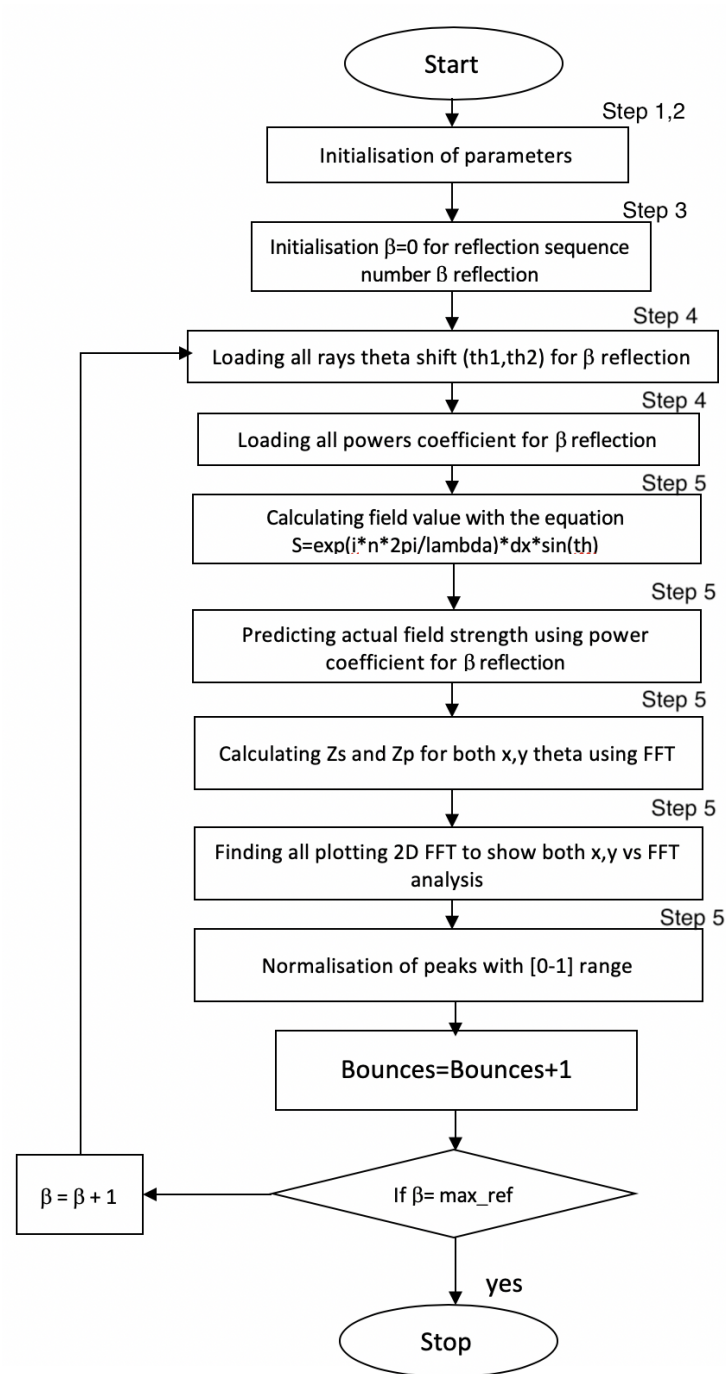 Start
Step 1,2
Initialisation of parameters
Step 3
Initialisation β=0 for reflection sequence
number β reflection
Step 4
Loading all rays theta shift (th1,th2) for β reflection
Step 4
Loading all powers coefficient for β reflection
Step 5
Calculating field value with the equation
S=exp(i*n*2pi/lambda)*dx*sin(th)
Step 5
Predicting actual field strength using power
coefficient for β reflection
Step 5
Calculating Zs and Zp for both x,y theta using FFT
Step 5
Finding all plotting 2D FFT to show both x,y vs FFT
analysis
Step 5
Normalisation of peaks with [0-1] range
Bounces=Bounces+1
If β= max_ref
β = β + 1
yes
Stop